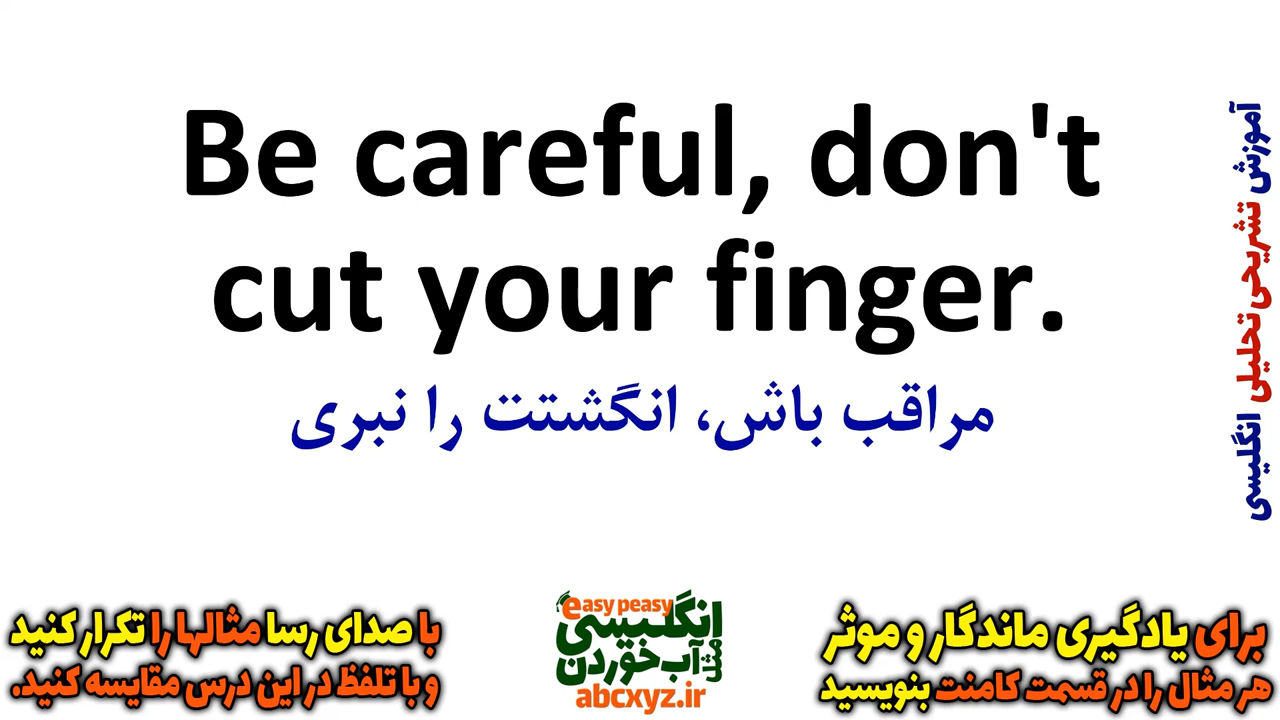 Be careful, don't
cut your finger.
مراقب باش، انگشتت را نبری
آموزش تشریحی تحلیلی انگلیسی
برای یادگیری ماندگار و موثر
هر مثال را در قسمت کامنت بنویسید
easy peasy
انگلیسی
مثل آب خوردن
abcxyz.ir
با صدای رسا مثالها را تکرار کنید
و با تلفظ در این درس مقایسه کنید.